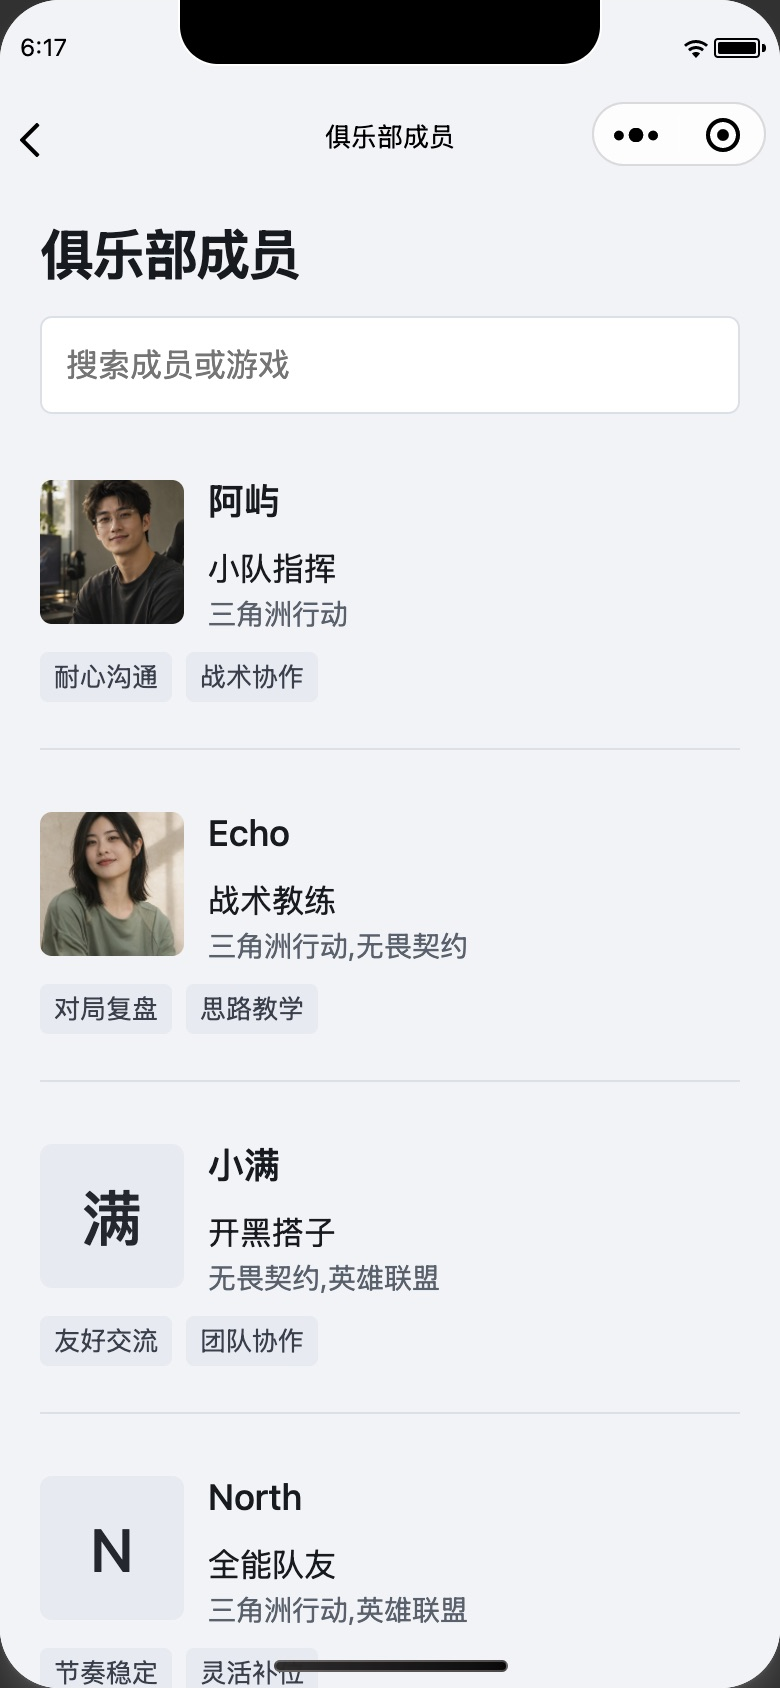 6:17
俱乐部成员
俱乐部成员
搜索成员或游戏
阿屿
小队指挥
三角洲行动
耐心沟通 战术协作
Echo
战术教练
三角洲行动,无畏契约
对局复盘 思路教学
满
小满
开黑搭子
无畏契约,英雄联盟
友好交流 团队协作
N
North
全能队友
三角洲行动,英雄联盟
节奏稳定 灵活补位